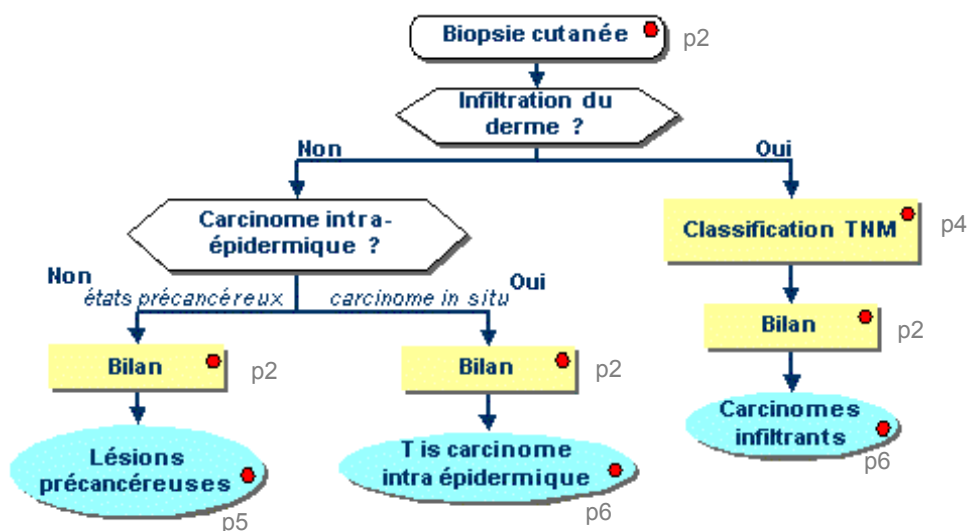 Biopsie cutanée
p2
Infiltration du
derme ?
Non
Oui
Carcinome intra-
épidermique ?
Classification TNM
p4
Non
Oui
états précancéreux
carcinome in situ
Bilan
p2
Bilan
p2
Bilan
p2
Lésions
précancéreuses
p5
T is carcinome
intra épidermique
p6
Carcinomes
infiltrants
p6